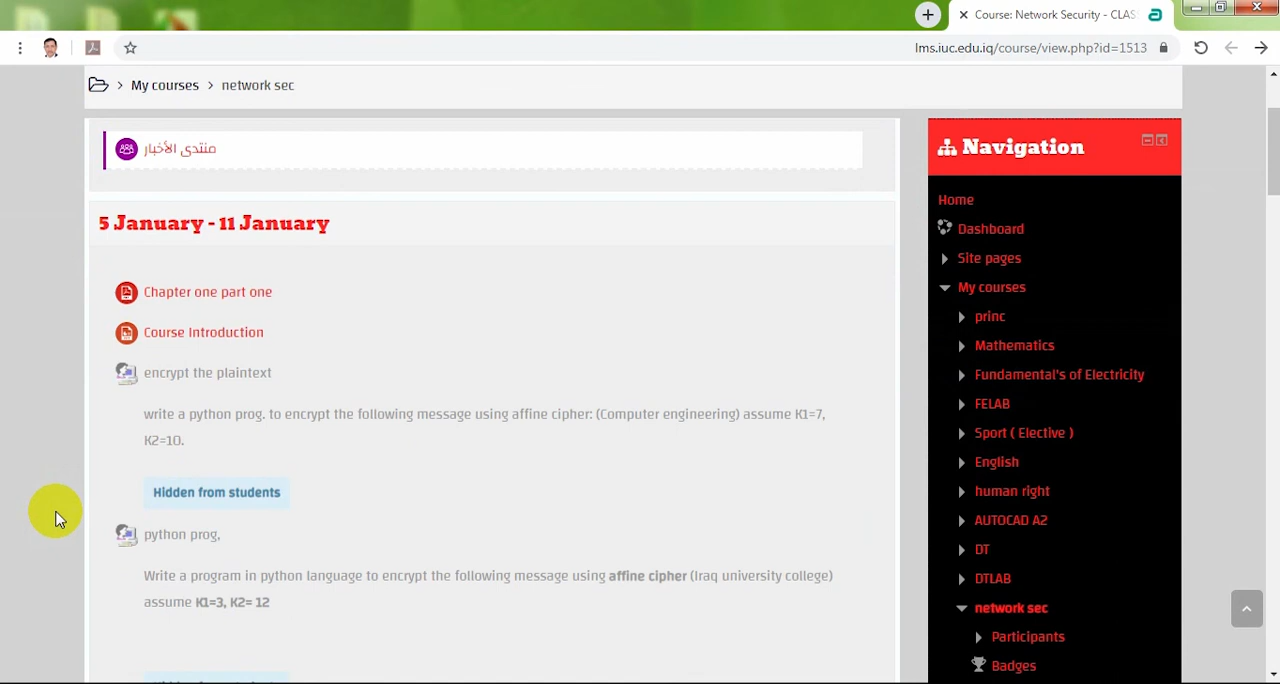 Course: Network Security - CLAS
lms.iuc.edu.iq/course/view.php?id=1513
My courses > network sec
منتدى الأخبار
5 January - 11 January
Chapter one part one
Course Introduction
encrypt the plaintext
write a python prog. to encrypt the following message using affine cipher: (Computer engineering) assume K1=7,
K2=10.
Hidden from students
python prog,
Write a program in python language to encrypt the following message using affine cipher (Iraq university college)
assume K1=3, K2= 12
Navigation
Home
Dashboard
Site pages
My courses
princ
Mathematics
Fundamental's of Electricity
FELAB
Sport ( Elective )
English
human right
AUTOCAD A2
DT
DTLAB
network sec
Participants
Badges